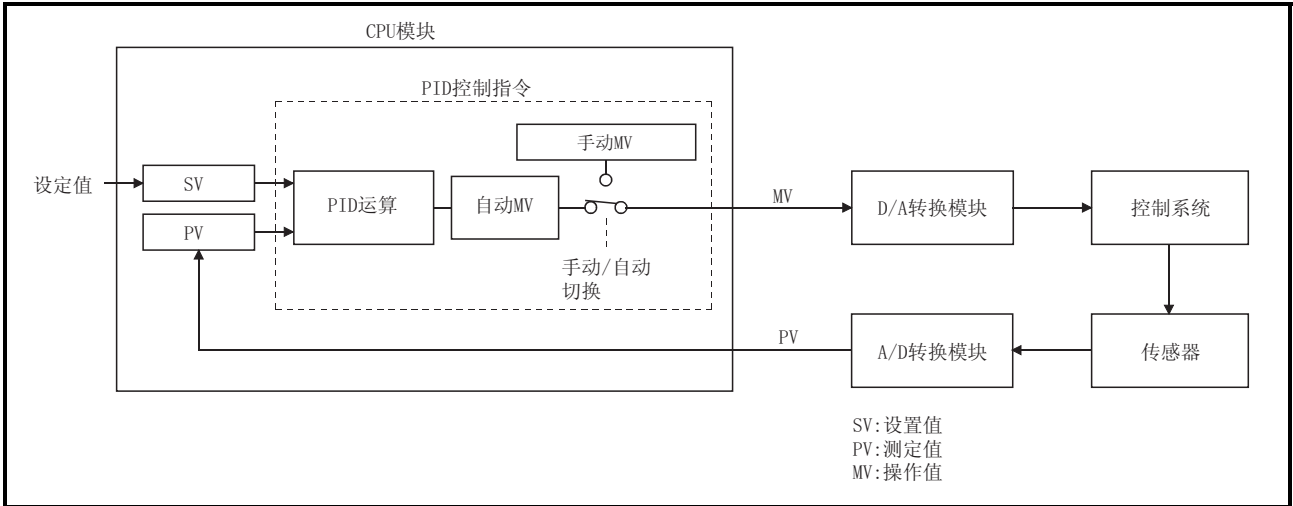 CPU模块
PID控制指令
手动MV
设定值
SV
PID运算
自动MV
MV
D/A转换模块
控制系统
PV
手动/自动
切换
PV
A/D转换模块
传感器
SV:设置值
PV:测定值
MV:操作值